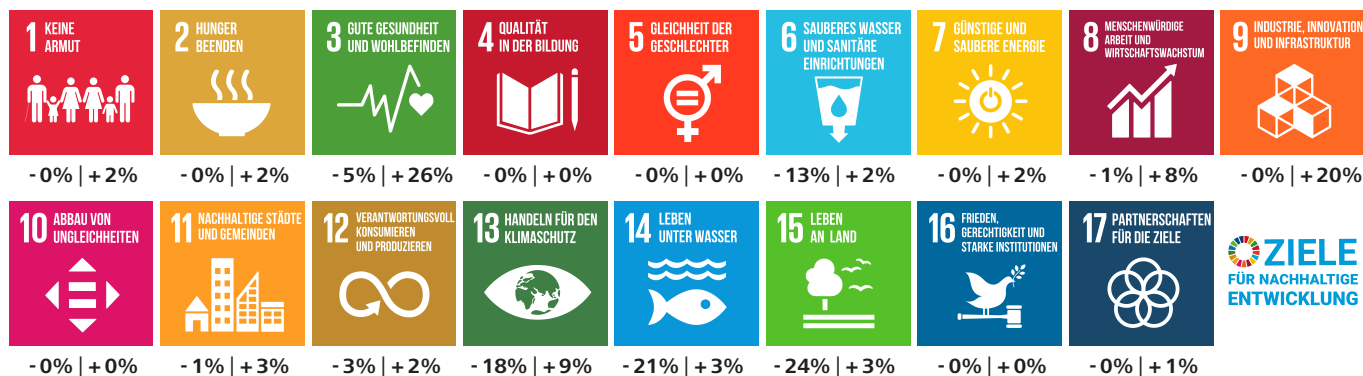 1 KEINE
ARMUT
2 HUNGER
BEENDEN
3 GUTE GESUNDHEIT
UND WOHLBEFINDEN
4 QUALITÄT
IN DER BILDUNG
5 GLEICHHEIT DER
GESCHLECHTER
6 SAUBERES WASSER
UND SANITÄRE
EINRICHTUNGEN
7 GÜNSTIGE UND
SAUBERE ENERGIE
8 MENSCHENWÜRDIGE
ARBEIT UND
WIRTSCHAFTSWACHSTUM
9 INDUSTRIE, INNOVATION
UND INFRASTRUKTUR
-0% | +2%
-0% | +2%
-5% | +26%
-0% | +0%
-0% | +0%
-13% | +2%
-0% | +2%
-1% | +8%
-0% | +20%
10 ABBAU VON
UNGLEICHHEITEN
11 NACHHALTIGE STÄDTE
UND GEMEINDEN
12 VERANTWORTUNGSVOLL
KONSUMIEREN
UND PRODUZIEREN
13 HANDELN FÜR DEN
KLIMASCHUTZ
14 LEBEN
UNTER WASSER
15 LEBEN
AN LAND
16 FRIEDEN,
GERECHTIGKEIT UND
STARKE INSTITUTIONEN
17 PARTNERSCHAFTEN
FÜR DIE ZIELE
ZIELE
FÜR NACHHALTIGE
ENTWICKLUNG
-0% | +0%
-1% | +3%
-3% | +2%
-18% | +9%
-21% | +3%
-24% | +3%
-0% | +0%
-0% | +1%